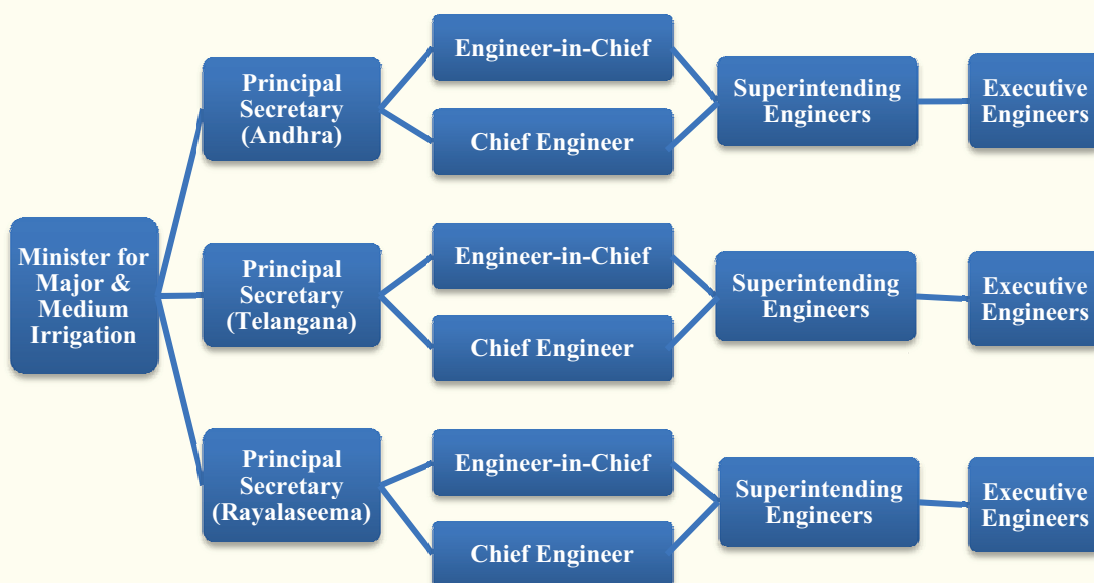 Minister for
Major &
Medium
Irrigation
Principal
Secretary
(Andhra)
Engineer-in-Chief
Chief Engineer
Superintending
Engineers
Executive
Engineers
Principal
Secretary
(Telangana)
Engineer-in-Chief
Chief Engineer
Superintending
Engineers
Executive
Engineers
Principal
Secretary
(Rayalaseema)
Engineer-in-Chief
Chief Engineer
Superintending
Engineers
Executive
Engineers